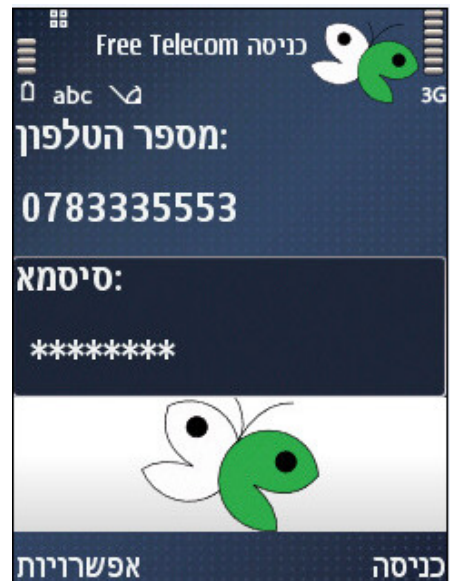 כניסה Free Telecom
abc
3G
מספר הטלפון:
0783335553
סיסמא:
********
אפשרויות
כניסה